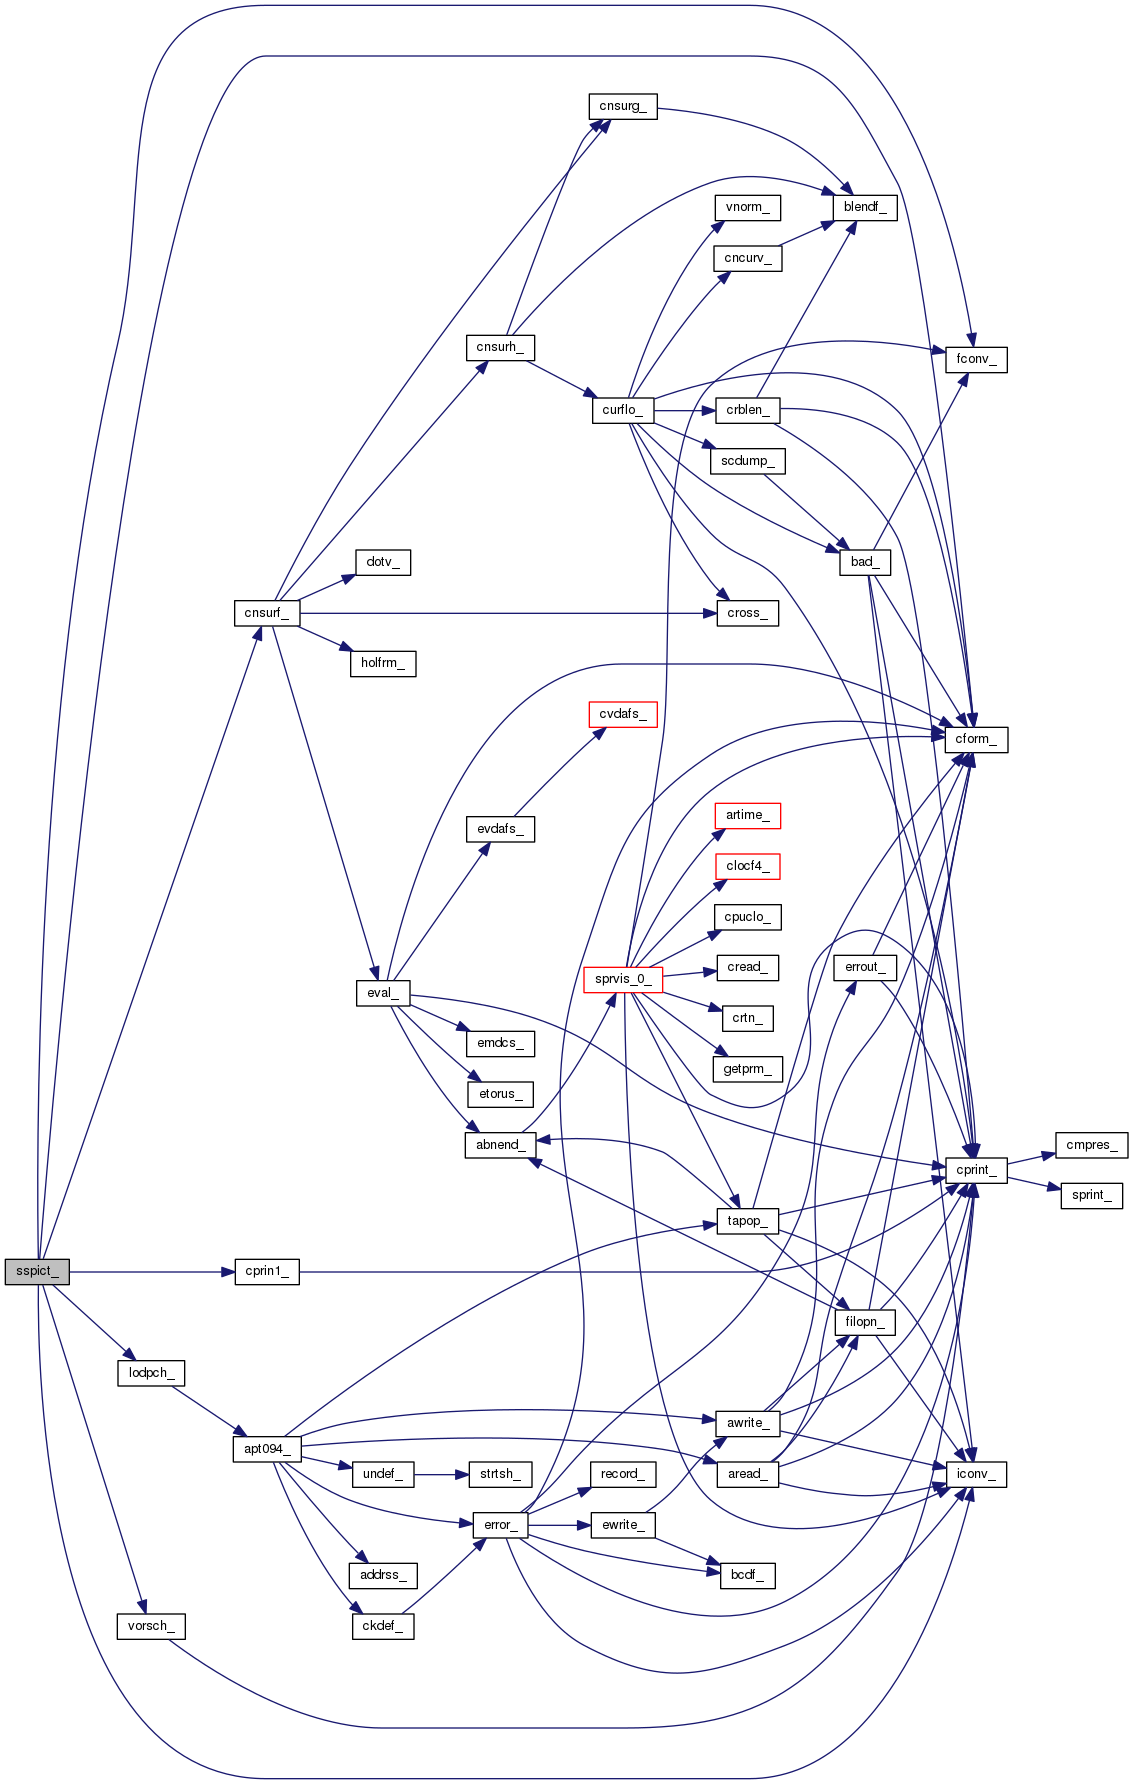 cnsurg_
vnorm_
blendf_
cncurv_
cnsurh_
fconv_
curflo_
crblen_
scdump_
dotv_
bad_
cnsurf_
cross_
holfrm_
cvdafs_
cform_
artime_
evdafs_
clocf4_
cpuclo_
cread_
errout_
sprvis_0_
eval_
crtn_
emdcs_
getprm_
etorus_
abnend_
cmpres_
cprint_
sprint_
tapop_
sspict_
cprin1_
filopn_
lodpch_
awrite_
apt094_
undef_
strtsh_
record_
aread_
iconv_
error_
ewrite_
addrss_
bcdf_
vorsch_
ckdef_